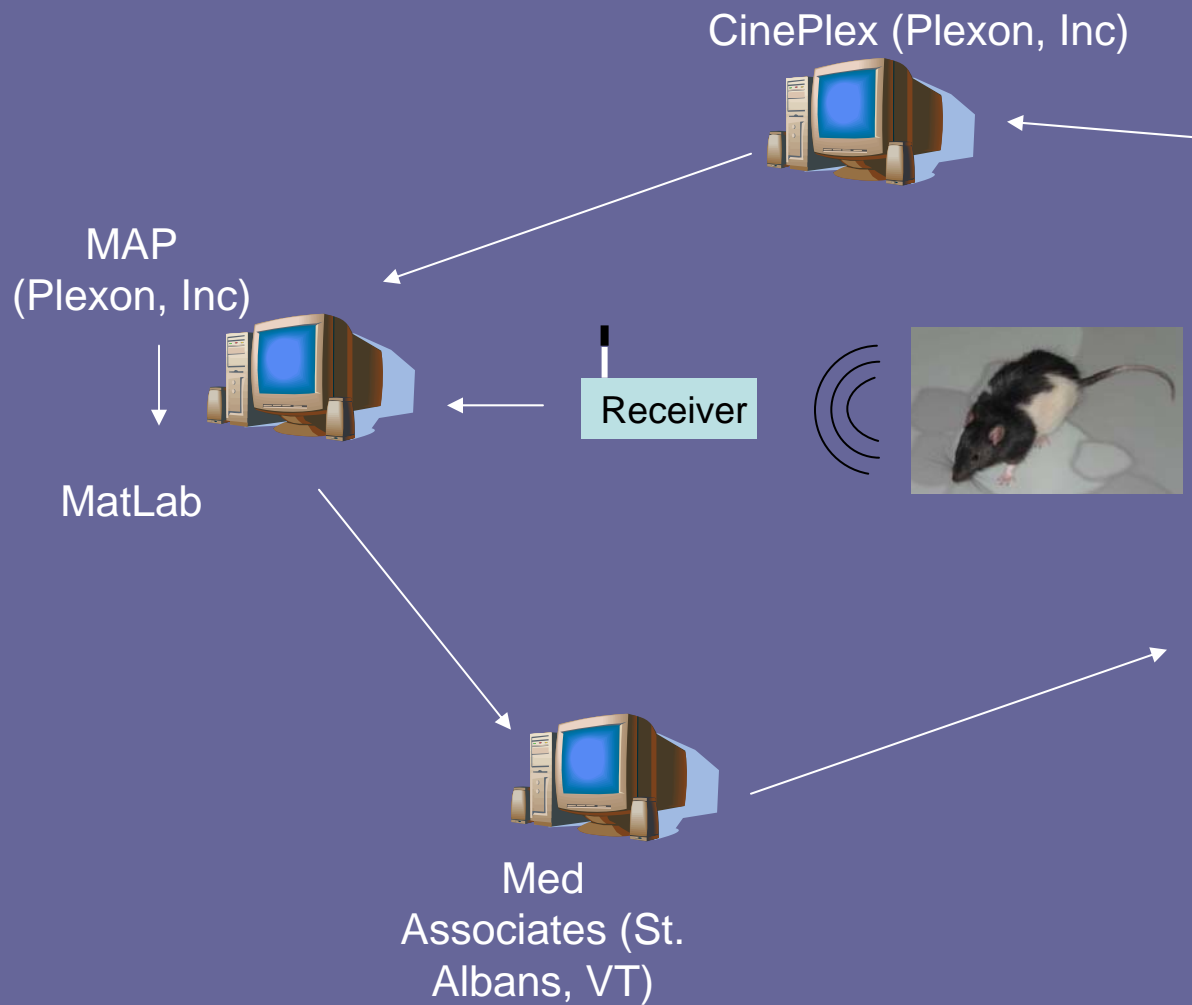 CinePlex (Plexon, Inc)
MAP
(Plexon, Inc)
Receiver
MatLab
Med
Associates (St.
Albans, VT)